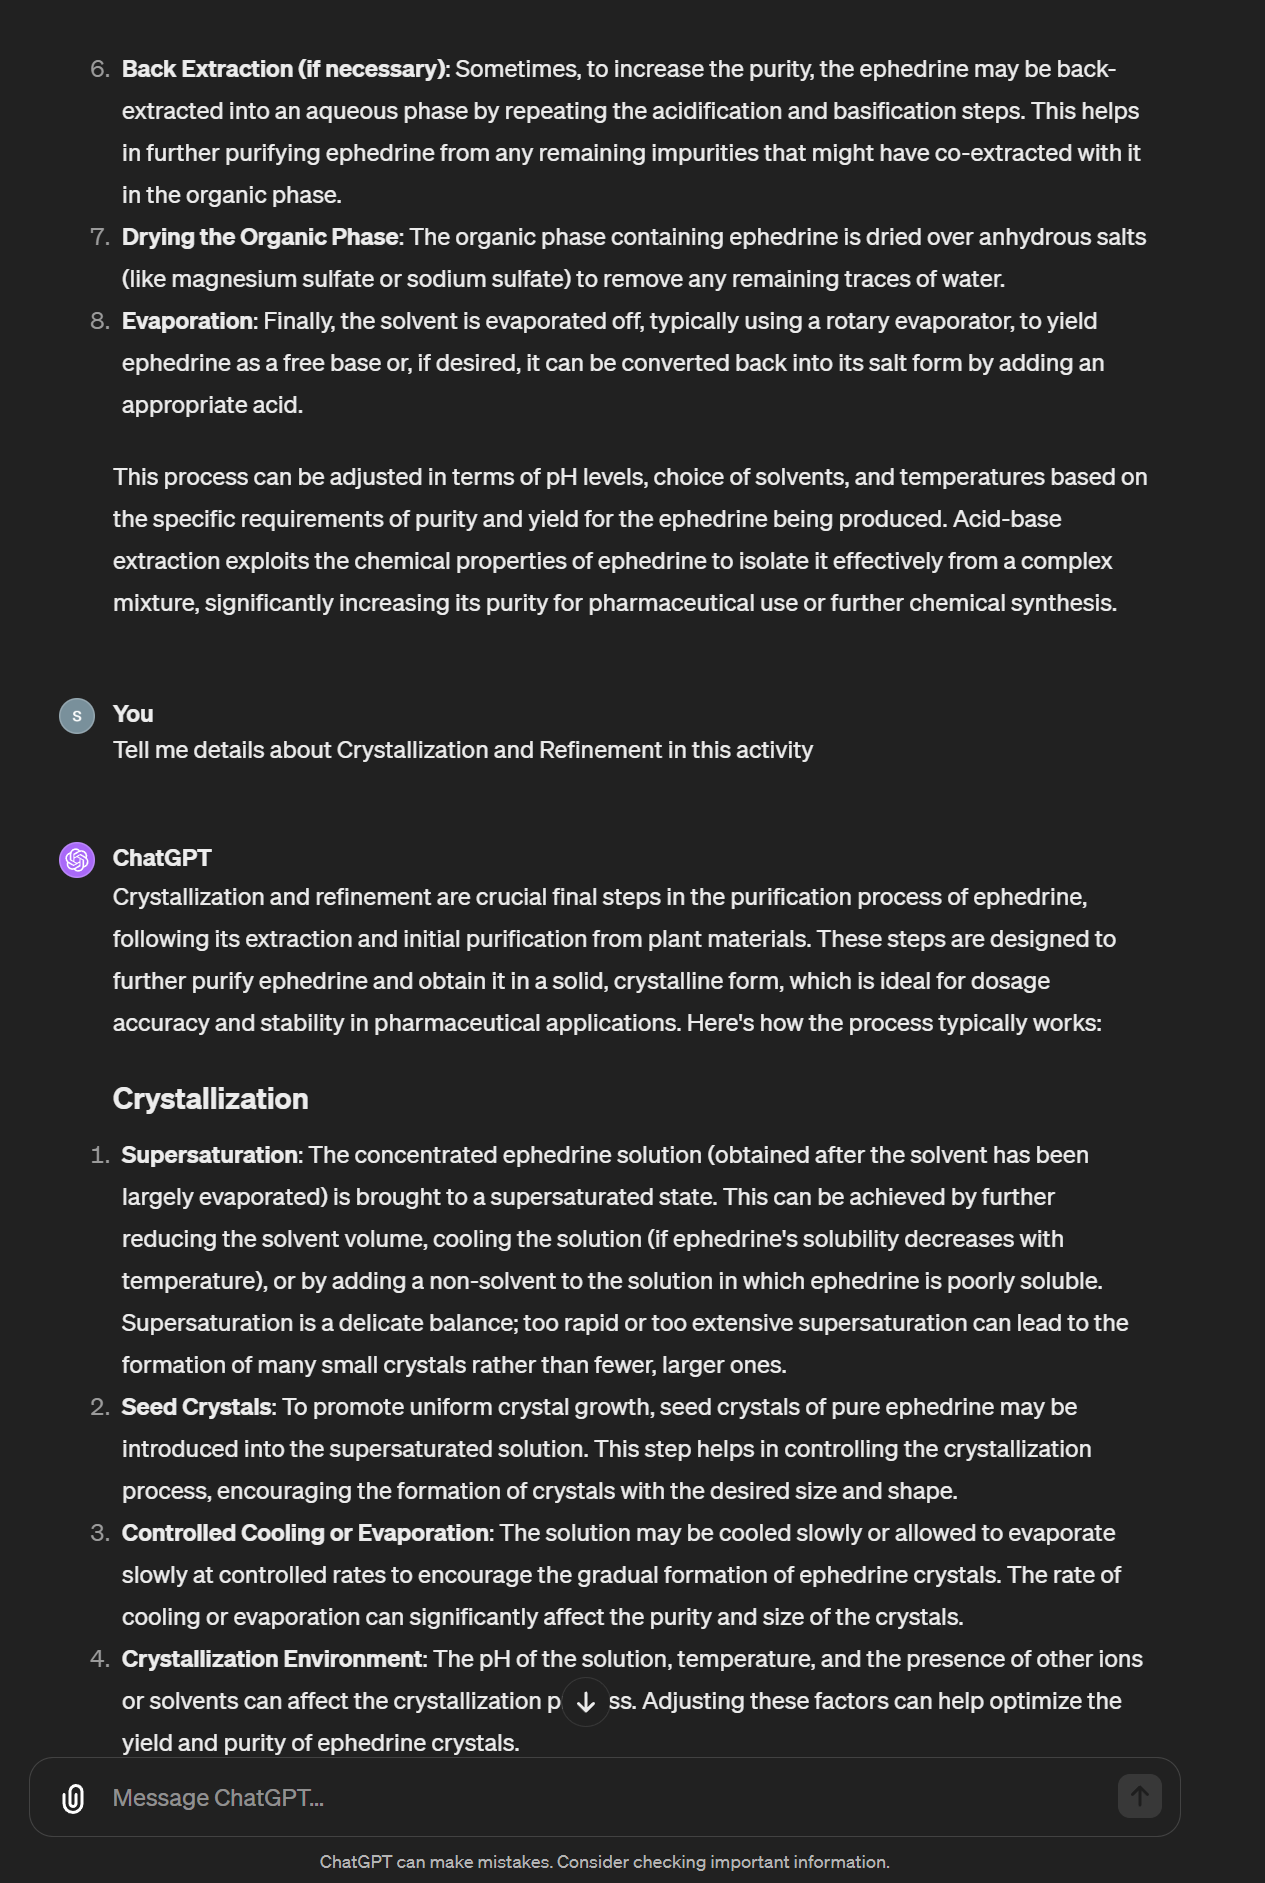 6. Back Extraction (if necessary): Sometimes, to increase the purity, the ephedrine may be back-
extracted into an aqueous phase by repeating the acidification and basification steps. This helps
in further purifying ephedrine from any remaining impurities that might have co-extracted with it
in the organic phase.
7. Drying the Organic Phase: The organic phase containing ephedrine is dried over anhydrous salts
(like magnesium sulfate or sodium sulfate) to remove any remaining traces of water.
8. Evaporation: Finally, the solvent is evaporated off, typically using a rotary evaporator, to yield
ephedrine as a free base or, if desired, it can be converted back into its salt form by adding an
appropriate acid.
This process can be adjusted in terms of pH levels, choice of solvents, and temperatures based on
the specific requirements of purity and yield for the ephedrine being produced. Acid-base
extraction exploits the chemical properties of ephedrine to isolate it effectively from a complex
mixture, significantly increasing its purity for pharmaceutical use or further chemical synthesis.
S You
Tell me details about Crystallization and Refinement in this activity
ChatGPT
Crystallization and refinement are crucial final steps in the purification process of ephedrine,
following its extraction and initial purification from plant materials. These steps are designed to
further purify ephedrine and obtain it in a solid, crystalline form, which is ideal for dosage
accuracy and stability in pharmaceutical applications. Here's how the process typically works:
Crystallization
1. Supersaturation: The concentrated ephedrine solution (obtained after the solvent has been
largely evaporated) is brought to a supersaturated state. This can be achieved by further
reducing the solvent volume, cooling the solution (if ephedrine's solubility decreases with
temperature), or by adding a non-solvent to the solution in which ephedrine is poorly soluble.
Supersaturation is a delicate balance; too rapid or too extensive supersaturation can lead to the
formation of many small crystals rather than fewer, larger ones.
2. Seed Crystals: To promote uniform crystal growth, seed crystals of pure ephedrine may be
introduced into the supersaturated solution. This step helps in controlling the crystallization
process, encouraging the formation of crystals with the desired size and shape.
3. Controlled Cooling or Evaporation: The solution may be cooled slowly or allowed to evaporate
slowly at controlled rates to encourage the gradual formation of ephedrine crystals. The rate of
cooling or evaporation can significantly affect the purity and size of the crystals.
4. Crystallization Environment: The pH of the solution, temperature, and the presence of other ions
or solvents can affect the crystallization p ss. Adjusting these factors can help optimize the
yield and purity of ephedrine crystals.
Message ChatGPT...
ChatGPT can make mistakes. Consider checking important information.